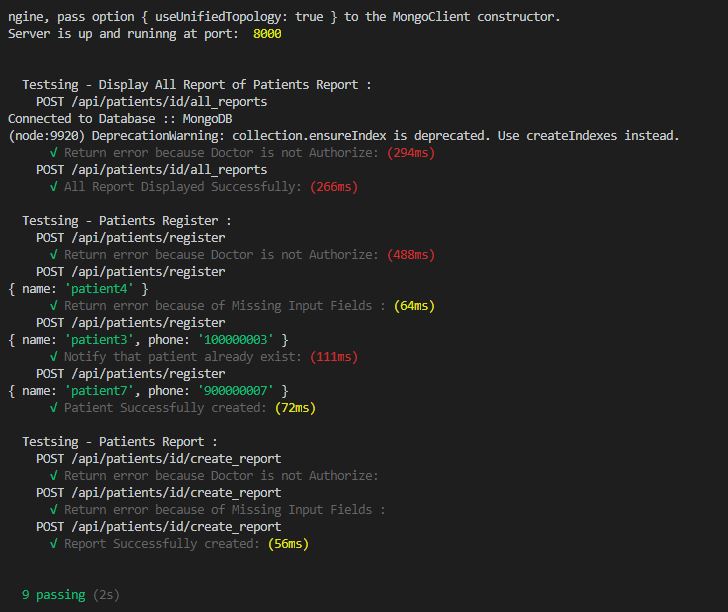 ngine, pass option { useUnifiedTopology: true } to the MongoClient constructor.
Server is up and runinng at port:  8000
Testsing - Display All Report of Patients Report :
POST /api/patients/id/all_reports
Connected to Database :: MongoDB
(node:9920) DeprecationWarning: collection.ensureIndex is deprecated. Use createIndexes instead.
√ Return error because Doctor is not Authorize: (294ms)
POST /api/patients/id/all_reports
√ All Report Displayed Successfully: (266ms)
Testsing - Patients Register :
POST /api/patients/register
√ Return error because Doctor is not Authorize: (488ms)
POST /api/patients/register
{ name: 'patient4' }
√ Return error because of Missing Input Fields : (64ms)
POST /api/patients/register
{ name: 'patient3', phone: '100000003' }
√ Notify that patient already exist: (111ms)
POST /api/patients/register
{ name: 'patient7', phone: '900000007' }
√ Patient Successfully created: (72ms)
Testsing - Patients Report :
POST /api/patients/id/create_report
√ Return error because Doctor is not Authorize:
POST /api/patients/id/create_report
√ Return error because of Missing Input Fields :
POST /api/patients/id/create_report
√ Report Successfully created: (56ms)
9 passing (2s)